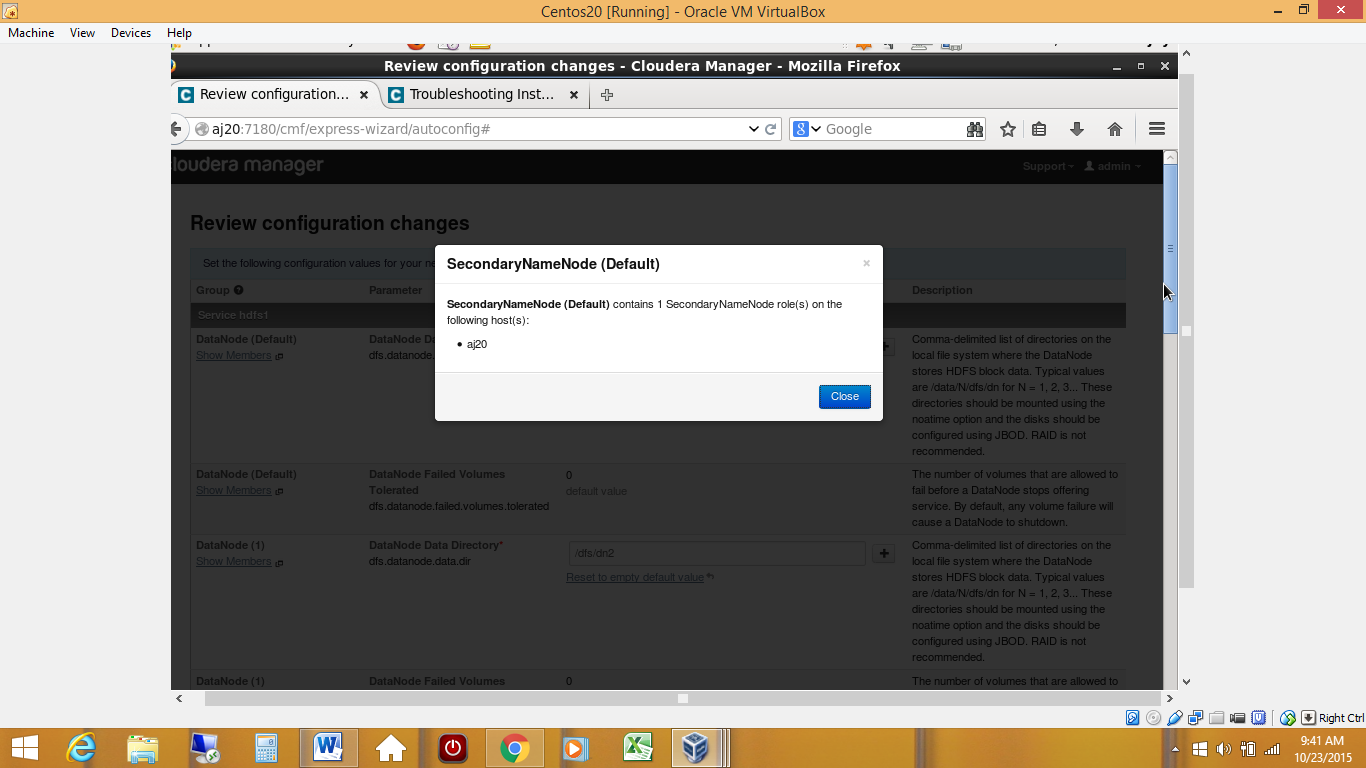 Centos20 [Running] - Oracle VM VirtualBox
Machine View Devices Help
Review configuration changes - Cloudera Manager - Mozilla Firefox
Review configuration... Troubleshooting Inst...
aj20:7180/cmf/express-wizard/autoconfig#
Google
cloudera manager
Support
admin
Review configuration changes
Set the following configuration values for your ne
Group Parameter Description
Service hdfs1
SecondaryNameNode (Default)
SecondaryNameNode (Default) contains 1 SecondaryNameNode role(s) on the
following host(s):
• aj20
Close
DataNode (Default)
Show Members
DataNode Da
dfs.datanode.
Comma-delimited list of directories on the
local file system where the DataNode
stores HDFS block data. Typical values
are /data/N/dfs/dn for N = 1, 2, 3... These
directories should be mounted using the
noatime option and the disks should be
configured using JBOD. RAID is not
recommended.
DataNode (Default)
Show Members
DataNode Failed Volumes
Tolerated
dfs.datanode.failed.volumes.tolerated
0
default value
The number of volumes that are allowed to
fail before a DataNode stops offering
service. By default, any volume failure will
cause a DataNode to shutdown.
DataNode (1)
Show Members
DataNode Data Directory*
dfs.datanode.data.dir
/dfs/dn2
Reset to empty default value
Comma-delimited list of directories on the
local file system where the DataNode
stores HDFS block data. Typical values
are /data/N/dfs/dn for N = 1, 2, 3... These
directories should be mounted using the
noatime option and the disks should be
configured using JBOD. RAID is not
recommended.
DataNode (1)
DataNode Failed Volumes
0
The number of volumes that are allowed to
Right Ctrl
9:41 AM
10/23/2015